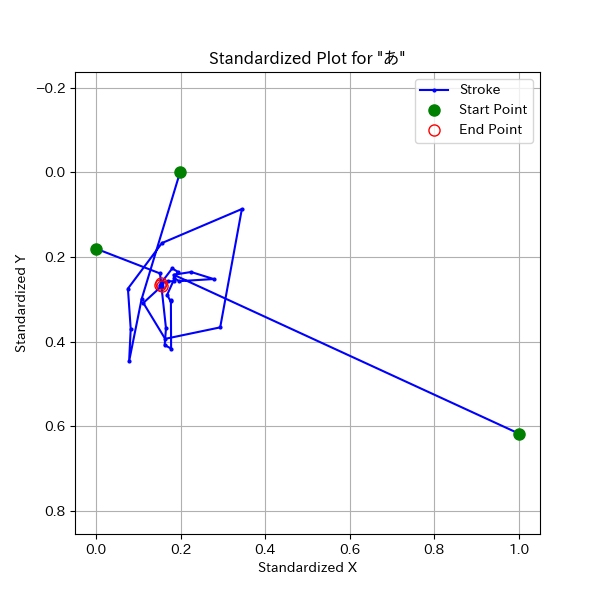 Standardized Plot for "あ"
Stroke
Start Point
End Point
−0.2
0.0
0.2
0.4
0.6
0.8
Standardized Y
0.0 0.2 0.4 0.6 0.8 1.0
Standardized X